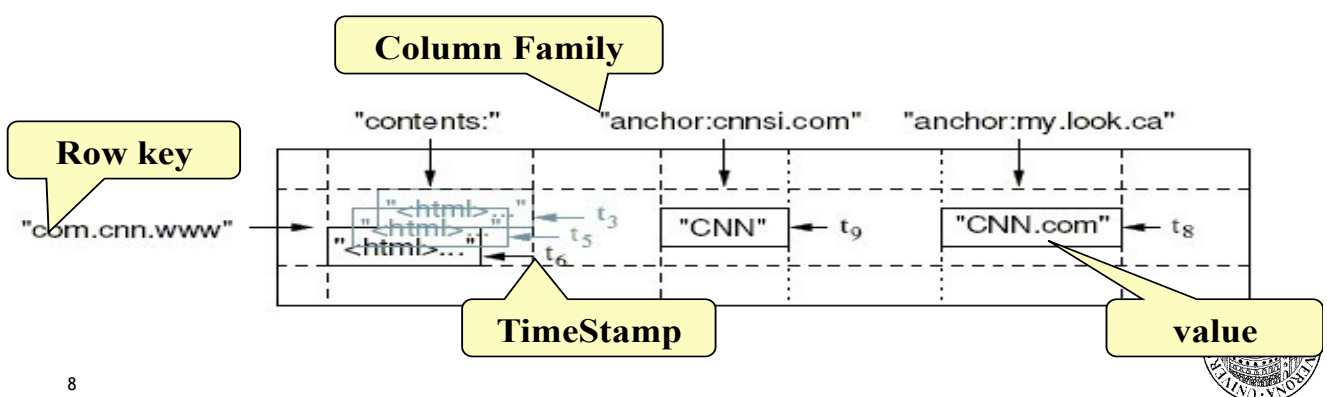 Column Family
"contents:" "anchor:cnnsi.com" "anchor:my.look.ca"
Row key
"<html>..." t3
"com.cnn.www" "<html>..." t5 "CNN" t9 "CNN.com" t8
"<html>..." t6
TimeStamp value
8